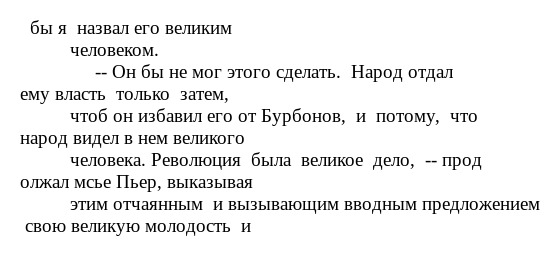 бы я  назвал его великим
человеком.
-- Он бы не мог этого сделать.  Народ отдал
ему власть  только  затем,
чтоб он избавил его от Бурбонов,  и  потому,  что
народ видел в нем великого
человека. Революция  была  великое  дело,  -- прод
олжал мсье Пьер, выказывая
этим отчаянным  и вызывающим вводным предложением
свою великую молодость  и